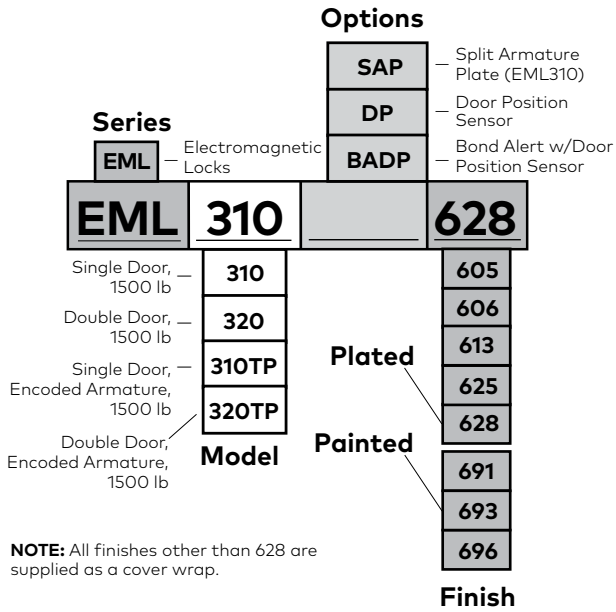 Options
SAP
Split Armature
Plate (EML310)
DP
Door Position
Sensor
BADP
Bond Alert w/Door
Position Sensor
Series
EML
Electromagnetic
Locks
EML 310 628
Single Door,
1500 lb
310
Double Door,
1500 lb
320
Single Door,
Encoded Armature,
1500 lb
310TP
Double Door,
Encoded Armature,
1500 lb
320TP
Model
605
606
613
625
628
Plated
Painted
691
693
696
Finish
NOTE: All finishes other than 628 are
supplied as a cover wrap.